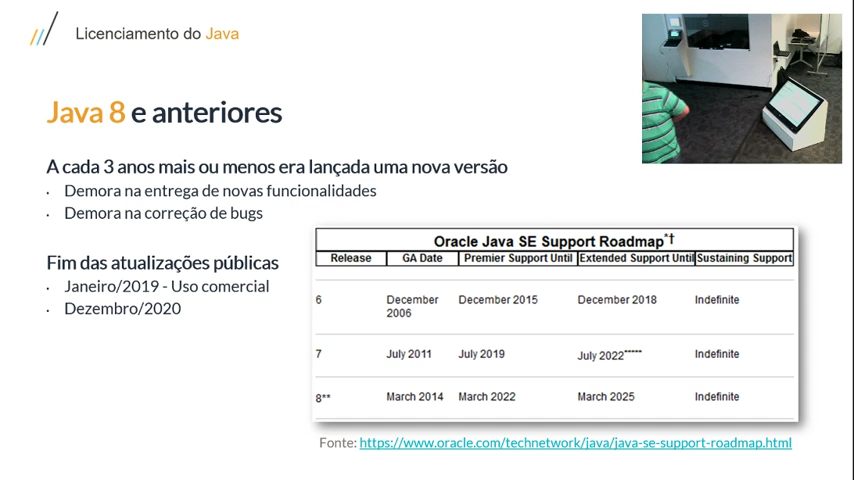 Licenciamento do Java
Java 8 e anteriores
A cada 3 anos mais ou menos era lançada uma nova versão
· Demora na entrega de novas funcionalidades
· Demora na correção de bugs
Fim das atualizações públicas
· Janeiro/2019 - Uso comercial
· Dezembro/2020
Oracle Java SE Support Roadmap*†
Release GA Date Premier Support Until Extended Support Until Sustaining Support
6 December 2006 December 2015 December 2018 Indefinite
7 July 2011 July 2019 July 2022***** Indefinite
8** March 2014 March 2022 March 2025 Indefinite
Fonte: https://www.oracle.com/technetwork/java/java-se-support-roadmap.html